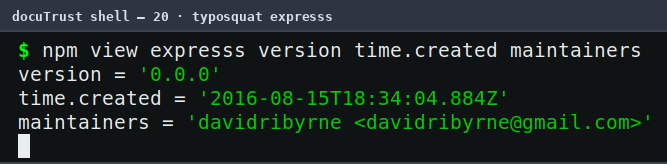 docuTrust shell — 20 · typosquat expresss
$ npm view expresss version time.created maintainers
version = '0.0.0'
time.created = '2016-08-15T18:34:04.884Z'
maintainers = 'davidribyrne <davidribyrne@gmail.com>'